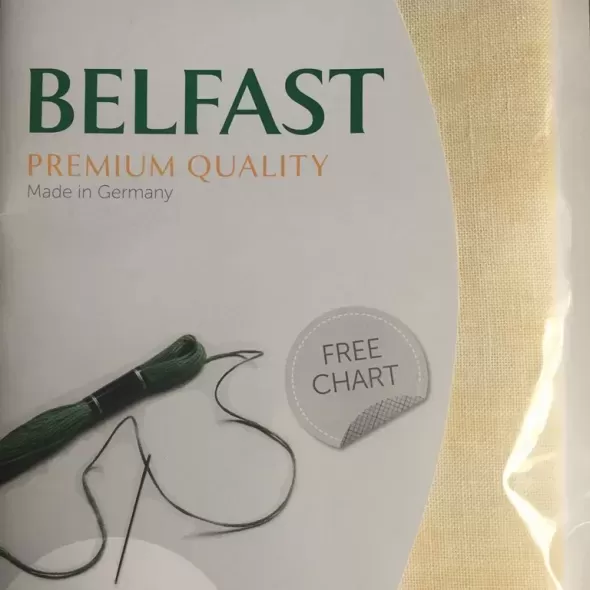 BELFAST
PREMIUM QUALITY
Made in Germany
FREE
CHART